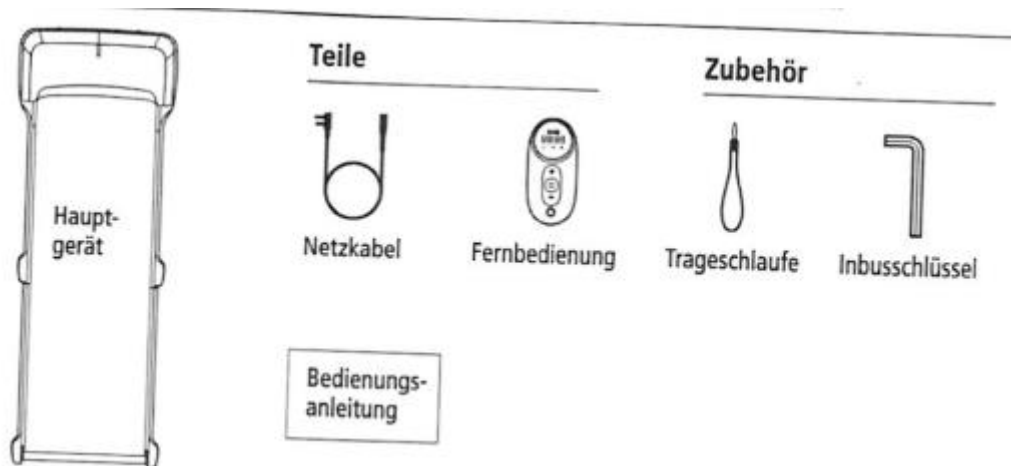 Teile
Zubehör
Haupt-
gerät
Netzkabel
Fernbedienung
Trageschlaufe
Inbusschlüssel
Bedienungs-
anleitung